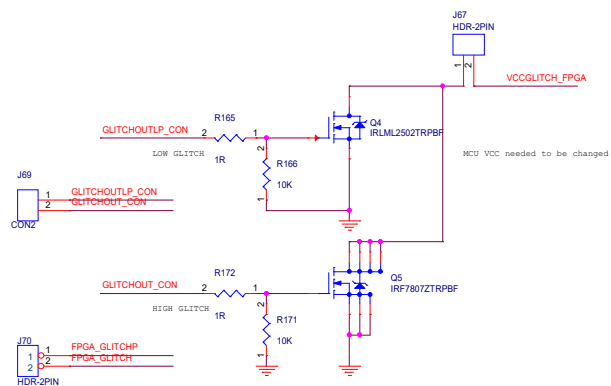 J67
HDR-2PIN
1
2
VCCGLITCH_FPGA
R165
Q4
IRLML2502TRPBF
GLITCHOUTLP_CON
2
1
LOW GLITCH
1R
2
R166
10K
1
MCU VCC needed to be changed
J69
1
GLITCHOUTLP_CON
2
GLITCHOUT_CON
CON2
R172
Q5
IRF7807ZTRPBF
GLITCHOUT_CON
2
1
HIGH GLITCH
1R
2
R171
10K
1
J70
1
1
FPGA_GLITCHP
2
2
FPGA_GLITCH
HDR-2PIN